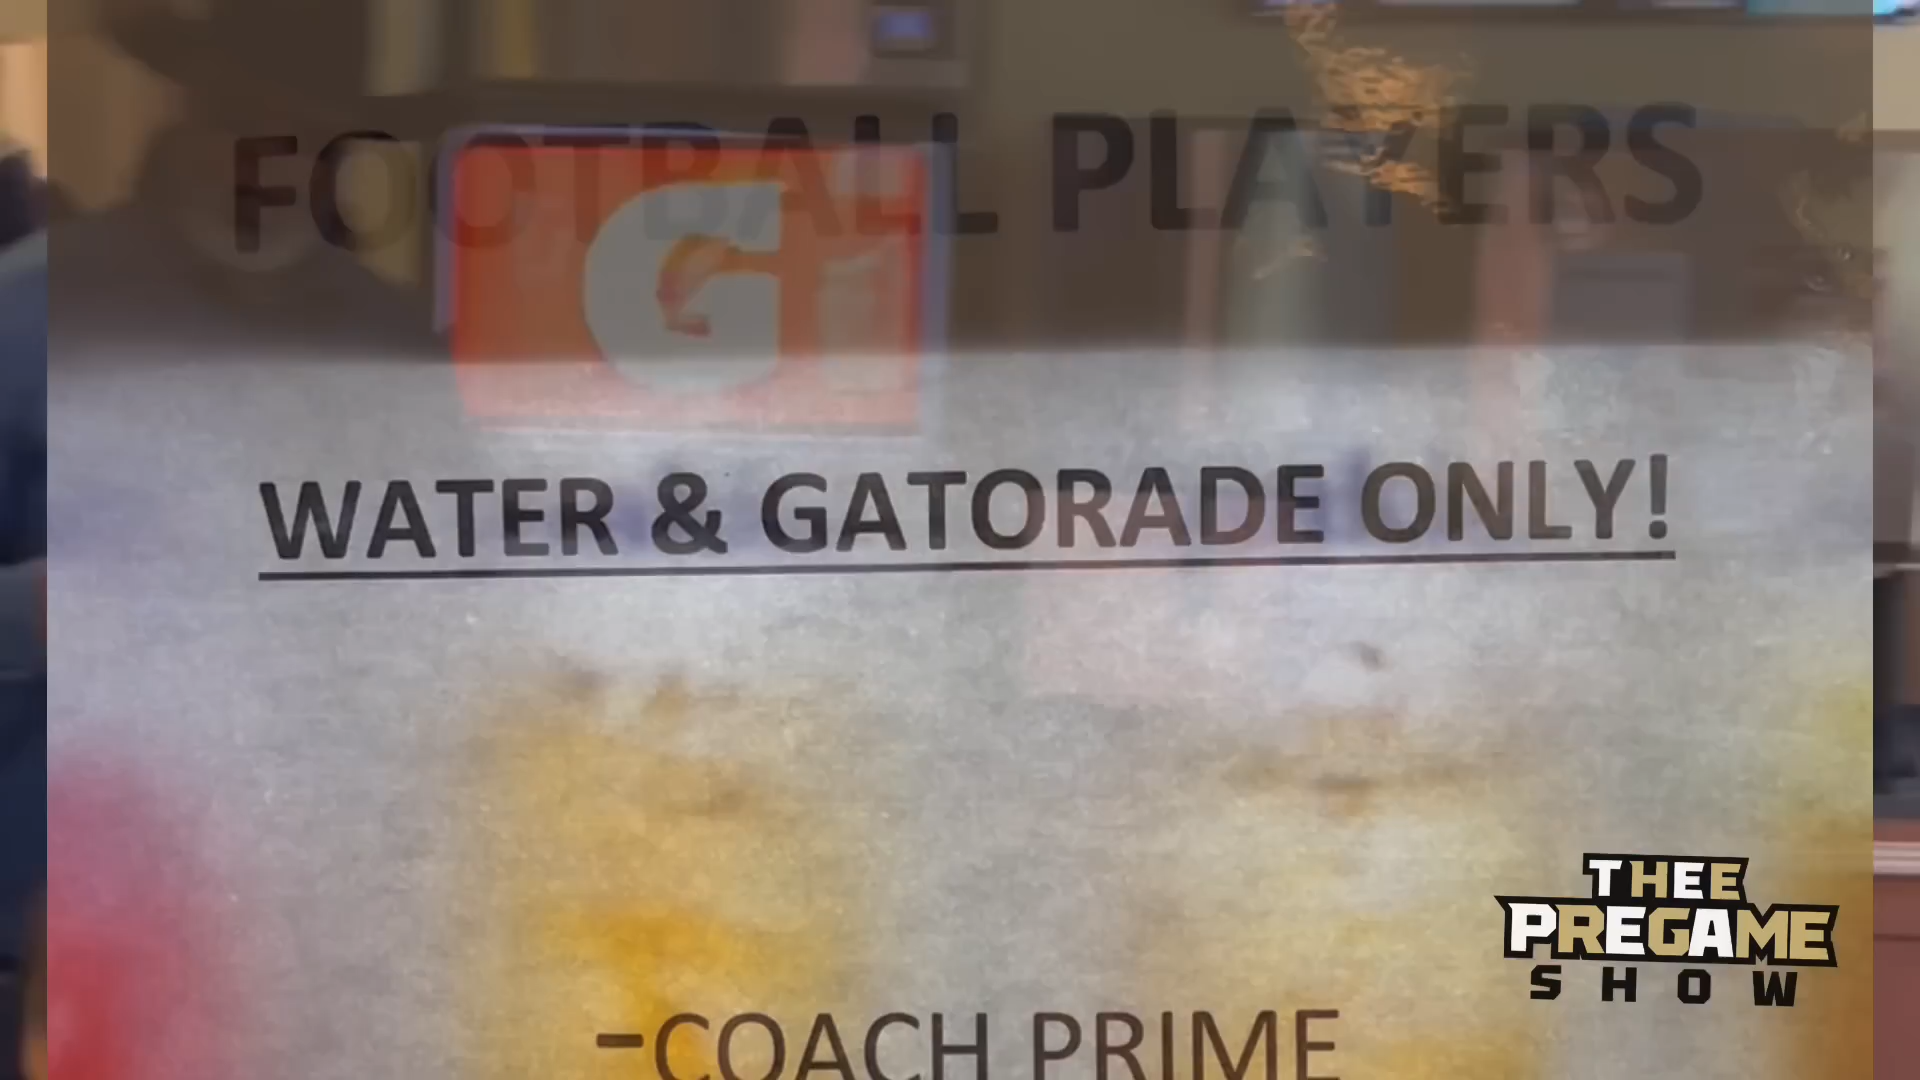 FOOTBALL PLAYERS
G
WATER & GATORADE ONLY!
-COACH PRIME
THEE
PREGAME
SHOW